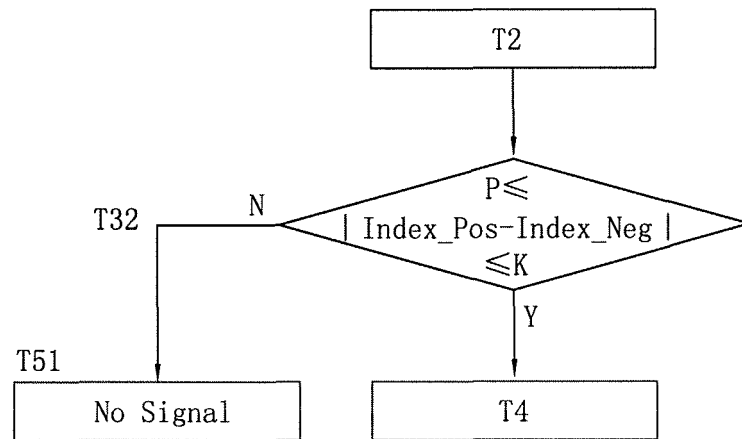 T2
P≤
|Index_Pos-Index_Neg|
≤K
N
T32
Y
T51
No Signal
T4